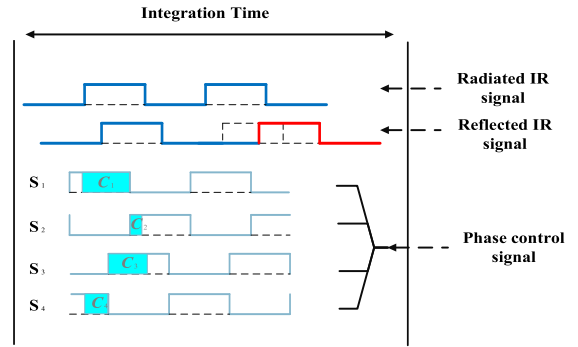 Integration Time
Radiated IR
signal
Reflected IR
signal
S1 C1
S2 C2
S3 C3
S4 C4
Phase control
signal